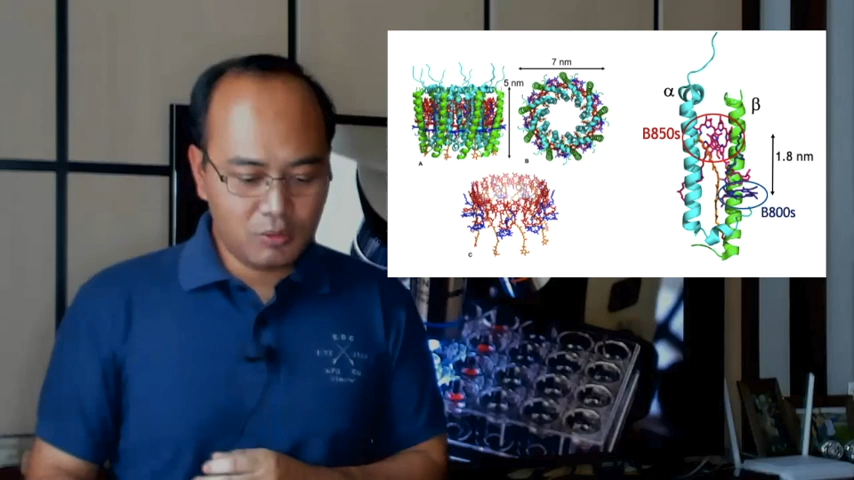 7 nm
5 nm
A
B
C
α
β
B850s
1.8 nm
B800s